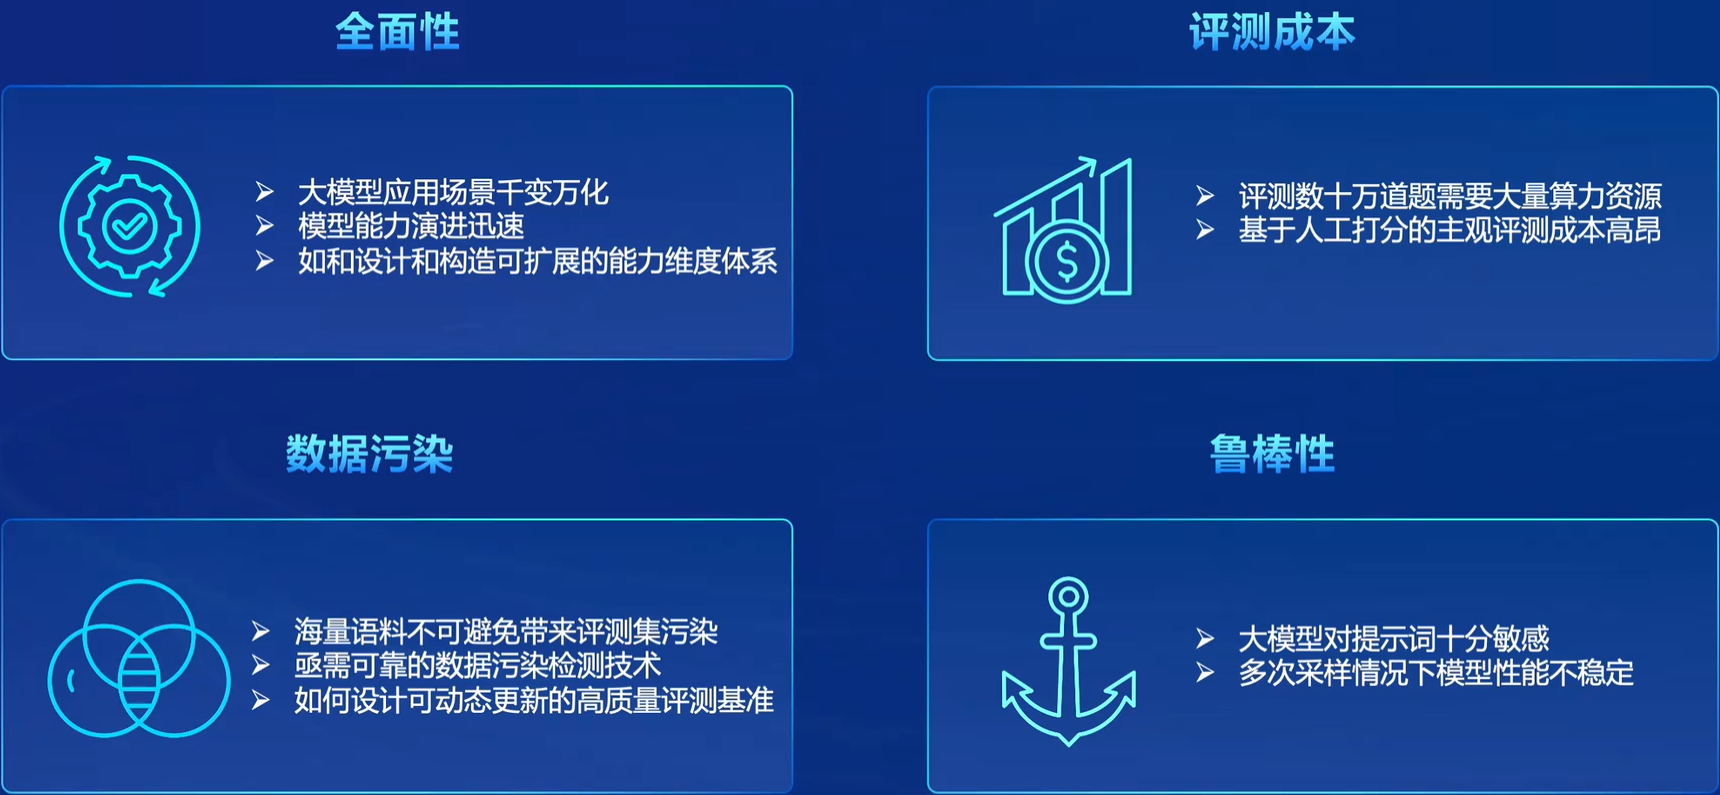 全面性
➢ 大模型应用场景千变万化
➢ 模型能力演进迅速
➢ 如和设计和构造可扩展的能力维度体系
评测成本
➢ 评测数十万道题需要大量算力资源
➢ 基于人工打分的主观评测成本高昂
数据污染
➢ 海量语料不可避免带来评测集污染
➢ 亟需可靠的数据污染检测技术
➢ 如何设计可动态更新的高质量评测基准
鲁棒性
➢ 大模型对提示词十分敏感
➢ 多次采样情况下模型性能不稳定